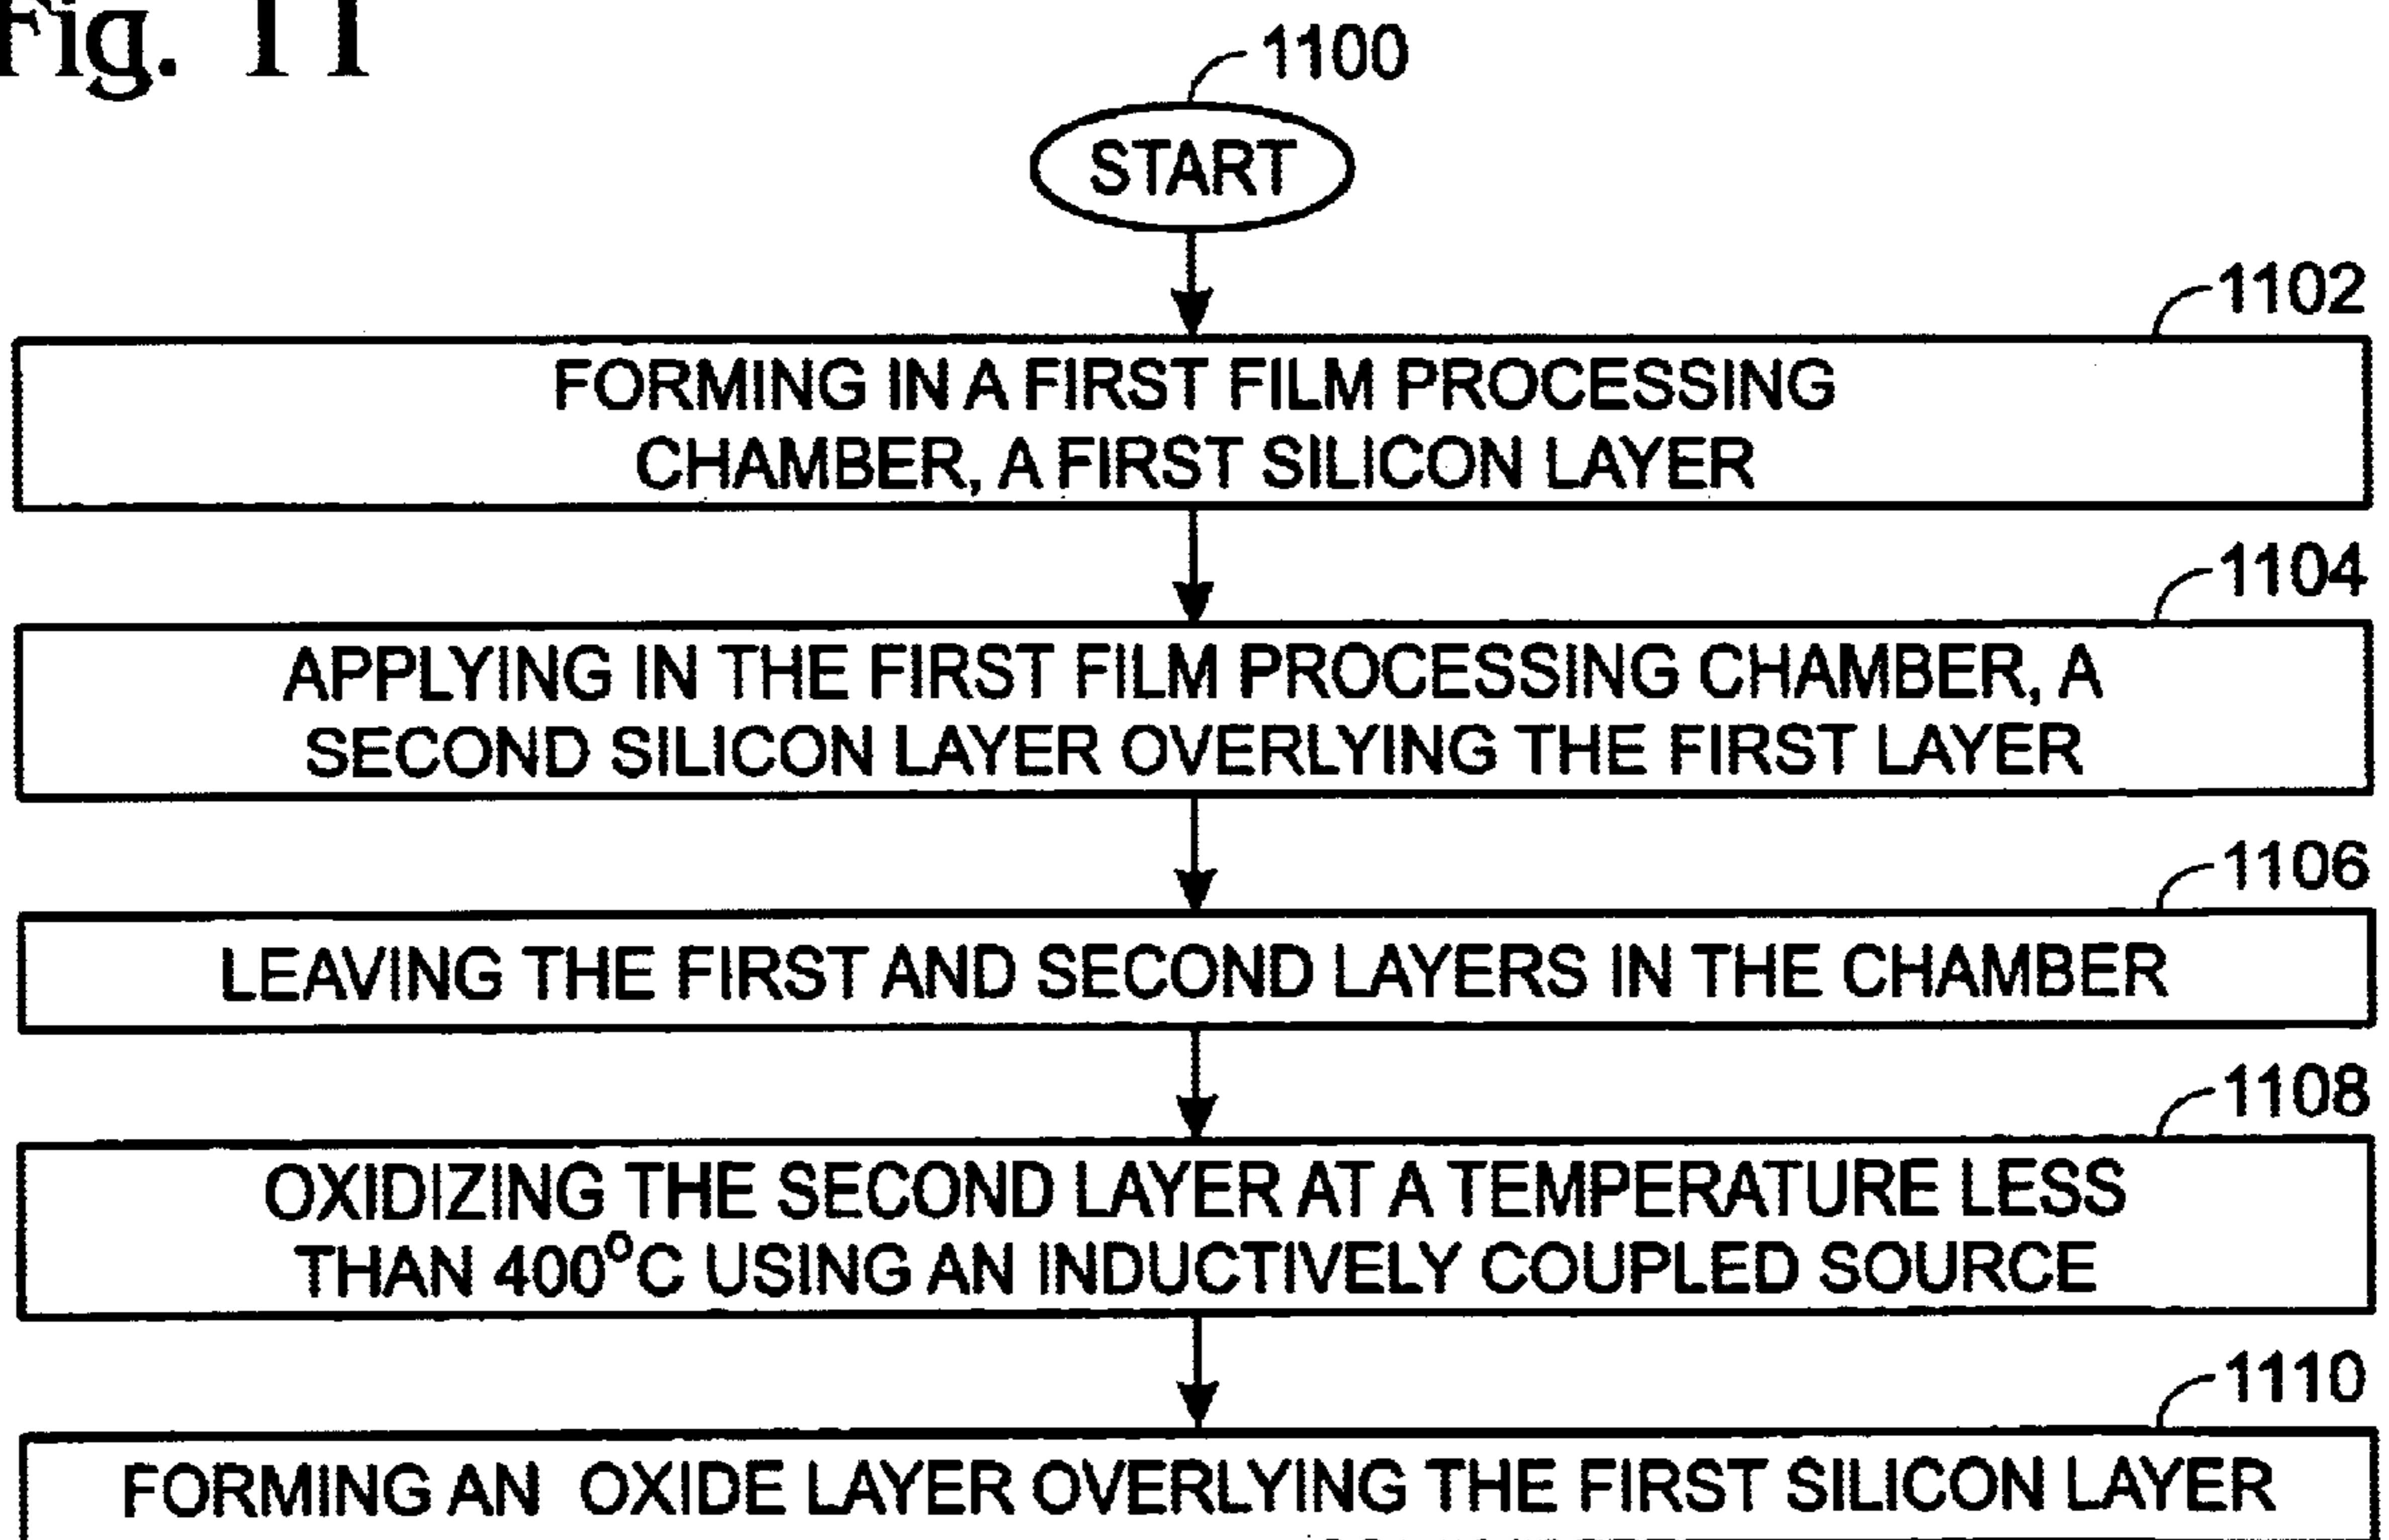 Fig. 11
1100
START
1102
FORMING IN A FIRST FILM PROCESSING
CHAMBER, A FIRST SILICON LAYER
1104
APPLYING IN THE FIRST FILM PROCESSING CHAMBER, A
SECOND SILICON LAYER OVERLYING THE FIRST LAYER
1106
LEAVING THE FIRST AND SECOND LAYERS IN THE CHAMBER
1108
OXIDIZING THE SECOND LAYER AT A TEMPERATURE LESS
THAN 400°C USING AN INDUCTIVELY COUPLED SOURCE
1110
FORMING AN OXIDE LAYER OVERLYING THE FIRST SILICON LAYER